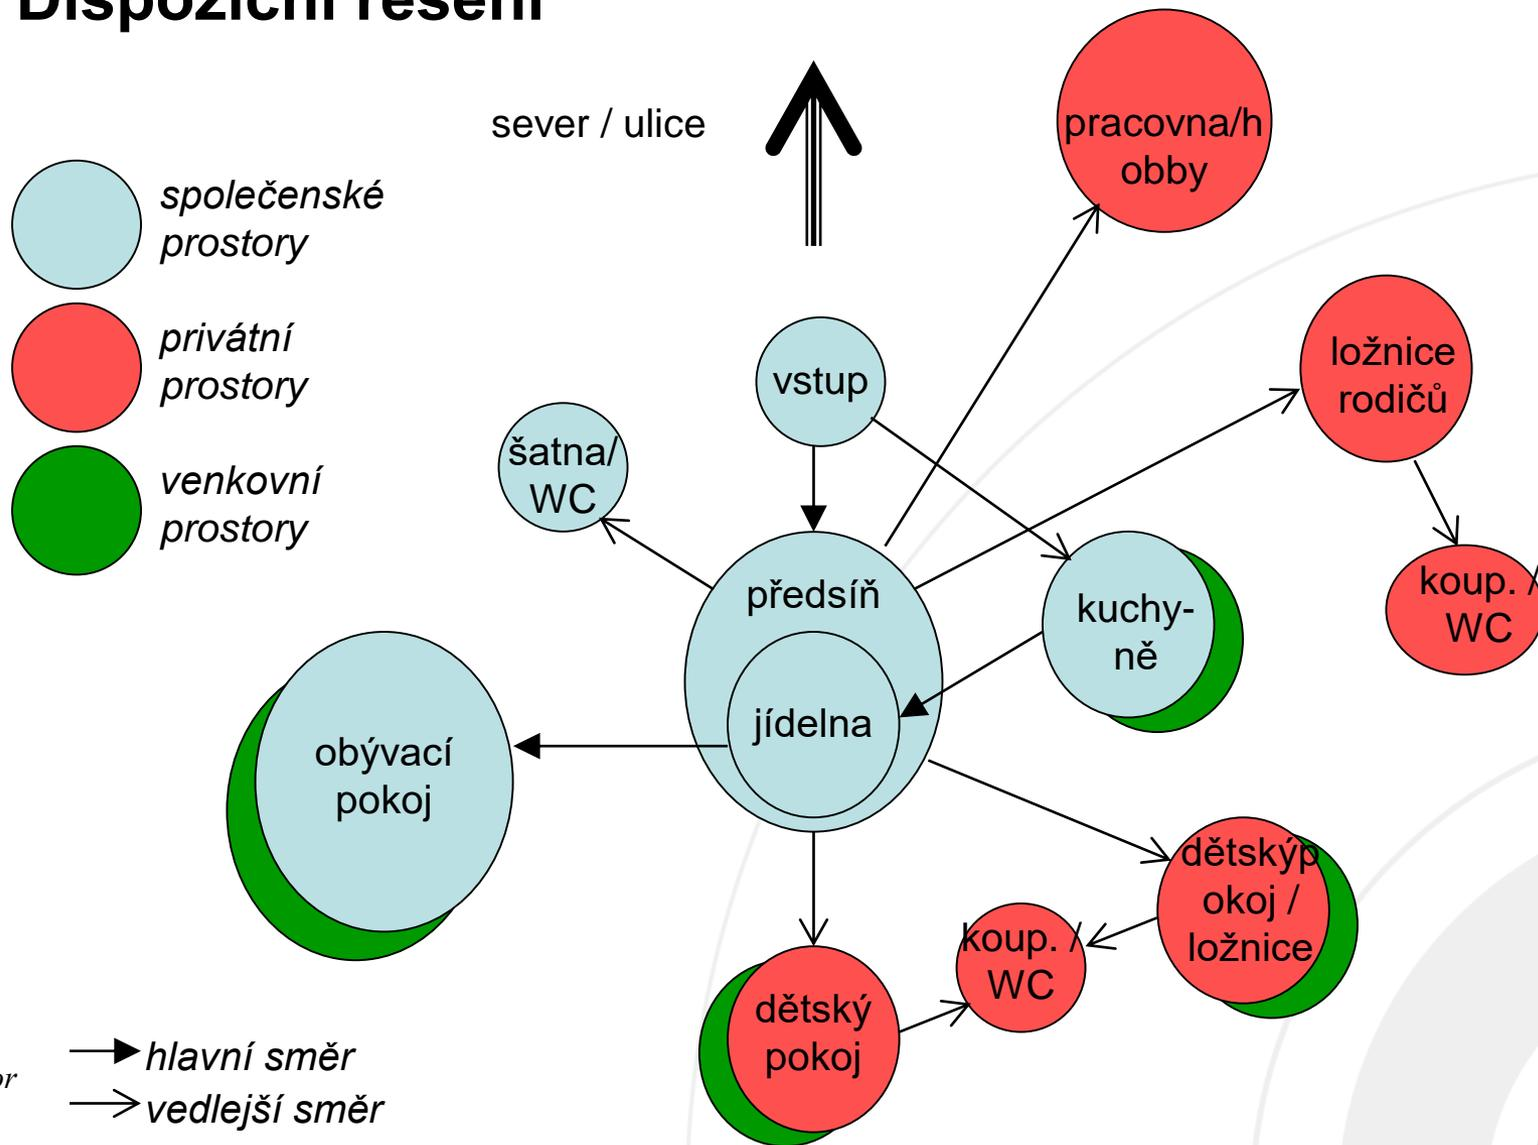 Dispoziční řešení
sever / ulice
společenské
prostory
privátní
prostory
venkovní
prostory
pracovna/h
obby
vstup
ložnice
rodičů
šatna/
WC
předsíň
kuchy-
ně
koup. /
WC
jídelna
obývací
pokoj
dětskýp
okoj /
ložnice
koup. /
WC
dětský
pokoj
hlavní směr
vedlejší směr